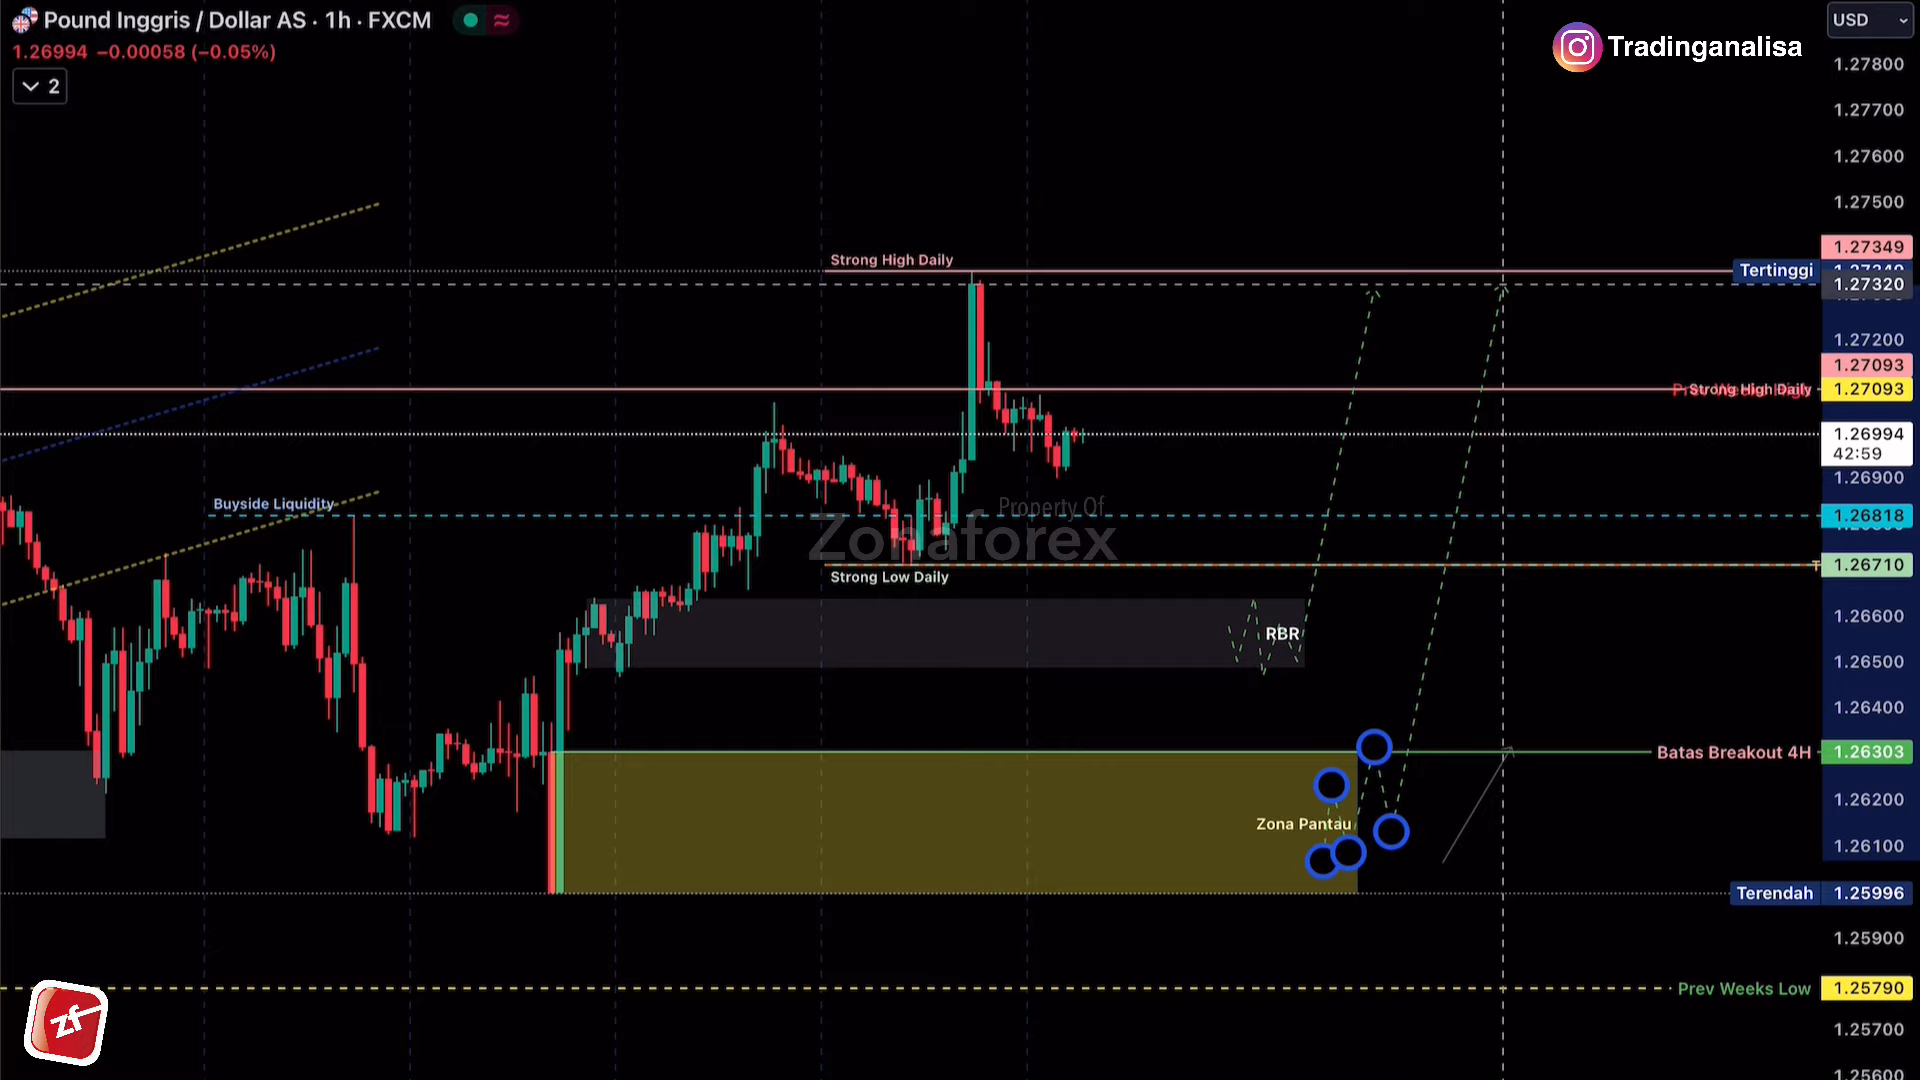 Pound Inggris / Dollar AS · 1h · FXCM
1.26994 −0.00058 (−0.05%)
2
Tradinganalisa
USD
1.27800
1.27700
1.27600
1.27500
1.27349
Strong High Daily
Tertinggi
1.27320
1.27200
1.27093
Strong High Daily
1.27093
1.26994
42:59
1.26900
Buyside Liquidity
1.26818
Property Of
Zonaforex
1.26710
Strong Low Daily
1.26600
RBR
1.26500
1.26400
Batas Breakout 4H
1.26303
1.26200
Zona Pantau
1.26100
Terendah
1.25996
1.25900
Prev Weeks Low
1.25790
zf
1.25700
1.25600